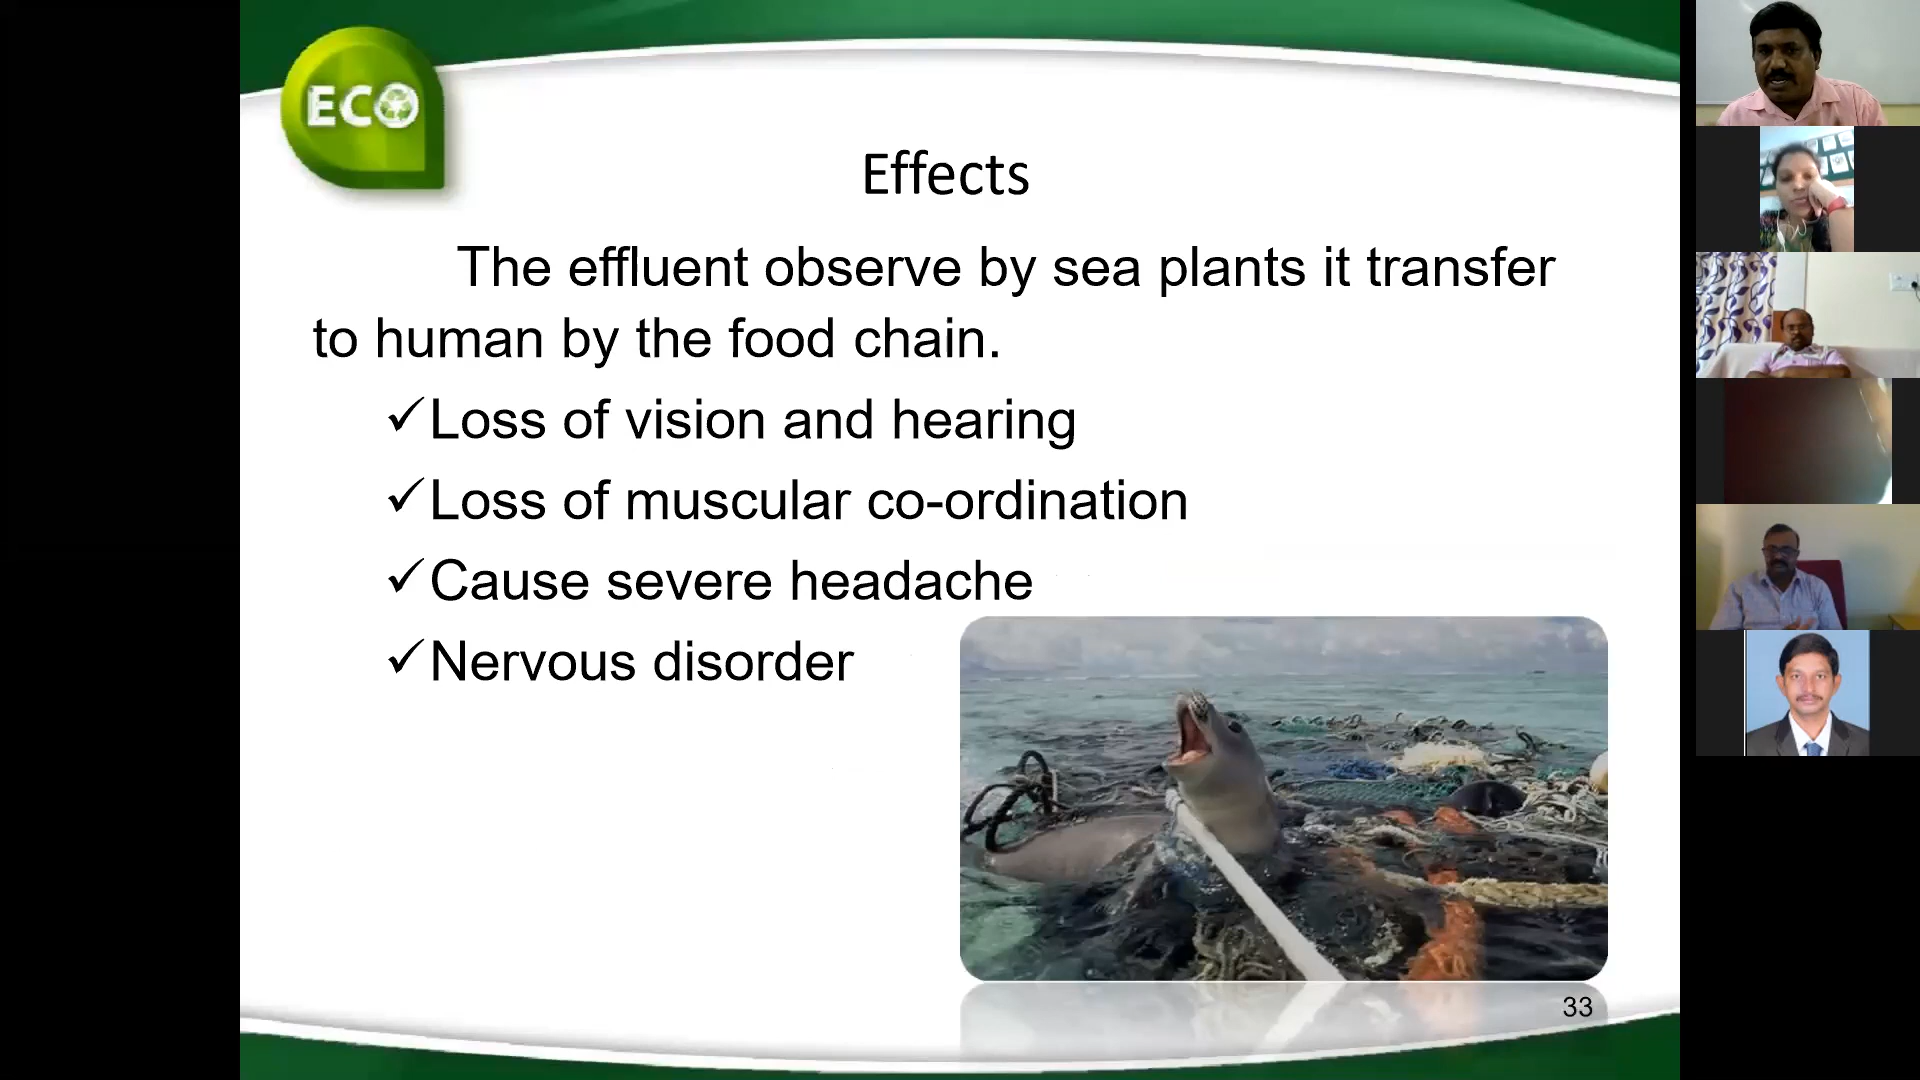 ECO
Effects
The effluent observe by sea plants it transfer
to human by the food chain.
✓Loss of vision and hearing
✓Loss of muscular co-ordination
✓Cause severe headache
✓Nervous disorder
33